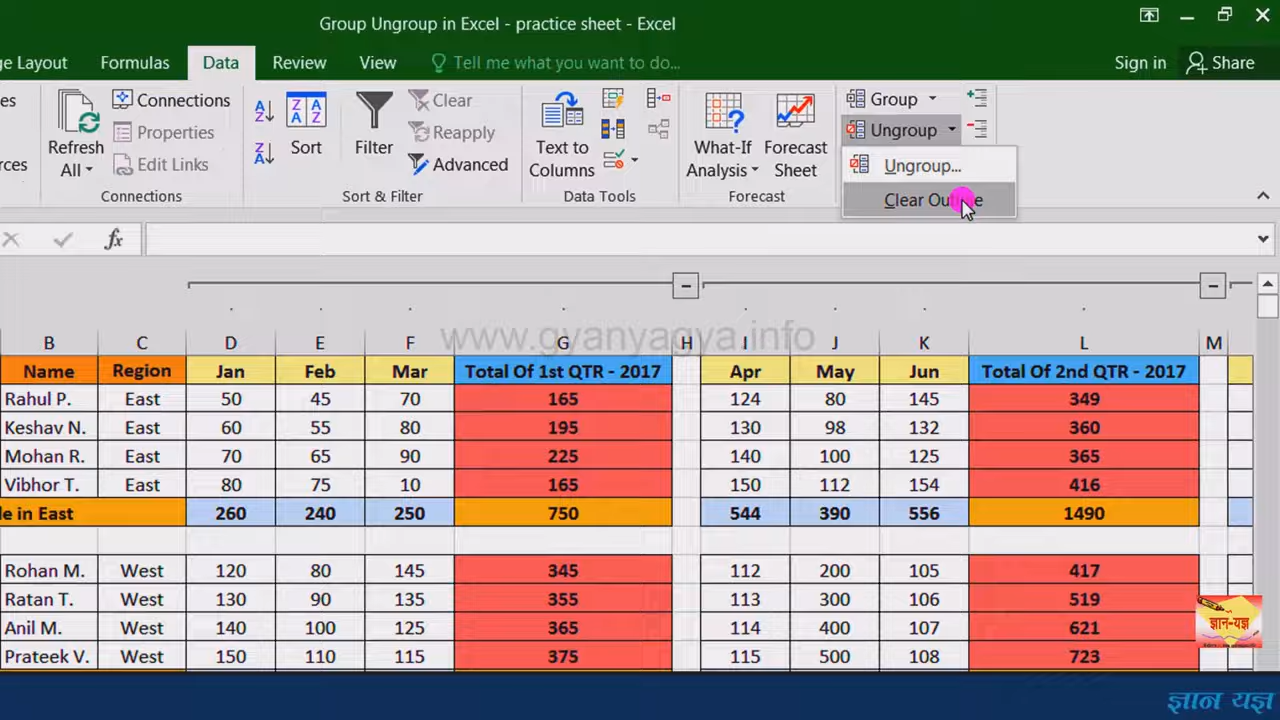 Group Ungroup in Excel - practice sheet - Excel
ge Layout Formulas Data Review View Tell me what you want to do... Sign in Share
es Connections Clear Group
Properties Reapply Ungroup
rces Edit Links Advanced
Refresh All Sort Filter Text to Columns What-If Analysis Forecast Sheet
Connections Sort & Filter Data Tools Forecast
Ungroup...
Clear Outline
fx
www.gyanyagya.info
B C D E F G H I J K L M
Name Region Jan Feb Mar Total Of 1st QTR - 2017 Apr May Jun Total Of 2nd QTR - 2017
Rahul P. East 50 45 70 165 124 80 145 349
Keshav N. East 60 55 80 195 130 98 132 360
Mohan R. East 70 65 90 225 140 100 125 365
Vibhor T. East 80 75 10 165 150 112 154 416
le in East 260 240 250 750 544 390 556 1490
Rohan M. West 120 80 145 345 112 200 105 417
Ratan T. West 130 90 135 355 113 300 106 519
Anil M. West 140 100 125 365 114 400 107 621
Prateek V. West 150 110 115 375 115 500 108 723
ज्ञान-यज्ञ
ज्ञान यज्ञ